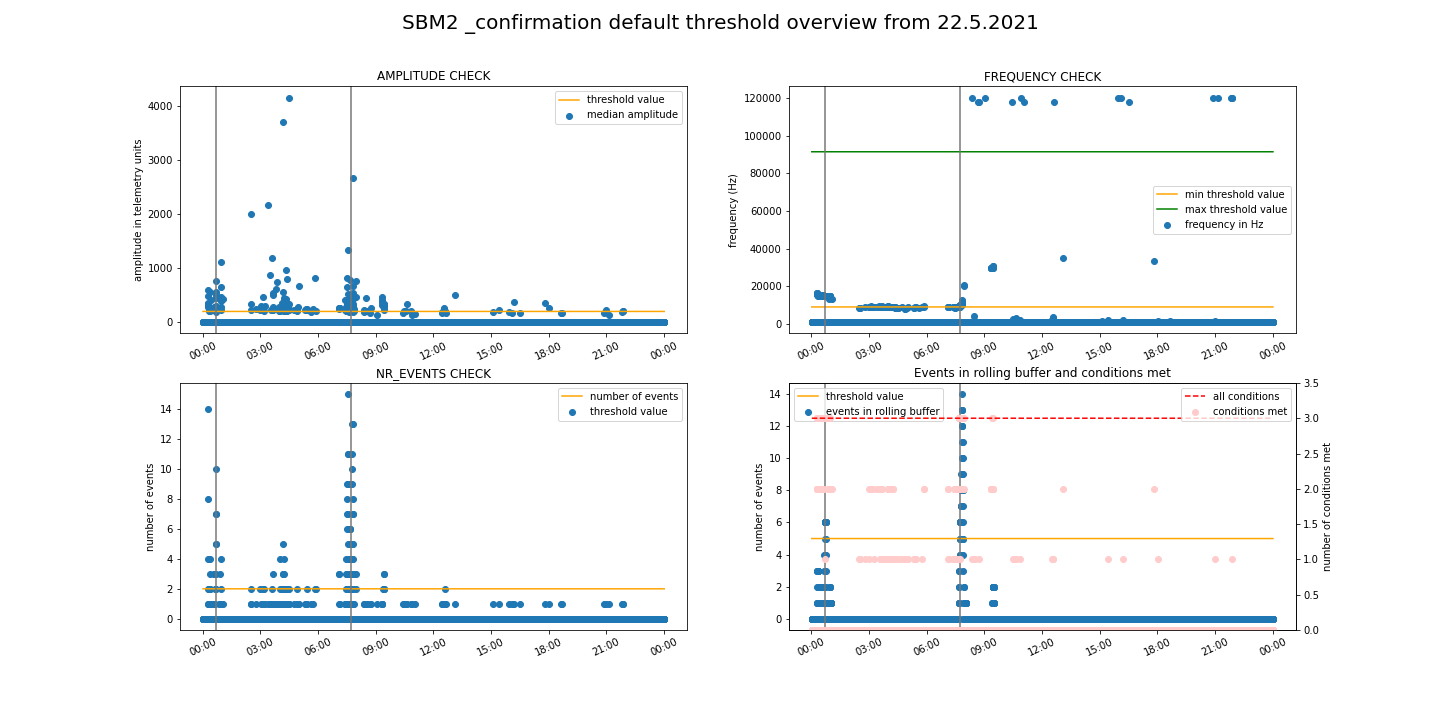 SBM2 _confirmation default threshold overview from 22.5.2021
AMPLITUDE CHECK
amplitude in telemetry units
4000
3000
2000
1000
0
threshold value
median amplitude
00:00 03:00 06:00 09:00 12:00 15:00 18:00 21:00 00:00
FREQUENCY CHECK
frequency (Hz)
120000
100000
80000
60000
40000
20000
0
min threshold value
max threshold value
frequency in Hz
00:00 03:00 06:00 09:00 12:00 15:00 18:00 21:00 00:00
NR_EVENTS CHECK
number of events
14
12
10
8
6
4
2
0
number of events
threshold value
00:00 03:00 06:00 09:00 12:00 15:00 18:00 21:00 00:00
Events in rolling buffer and conditions met
number of events
14
12
10
8
6
4
2
0
threshold value
events in rolling buffer
all conditions
conditions met
3.5
3.0
2.5
2.0
1.5
1.0
0.5
0.0
number of conditions met
00:00 03:00 06:00 09:00 12:00 15:00 18:00 21:00 00:00